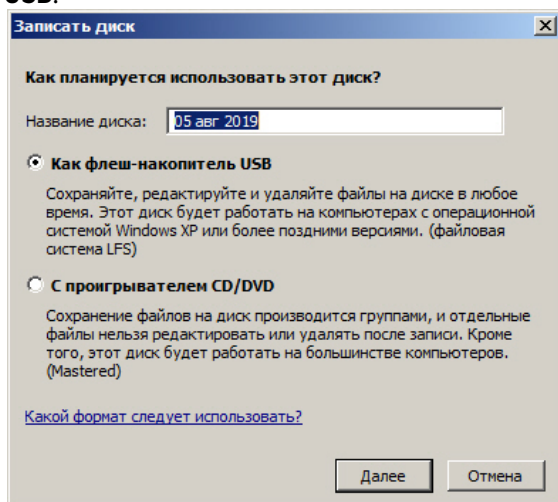 Записать диск
Как планируется использовать этот диск?
Название диска: 05 авг 2019
Как флеш-накопитель USB
Сохраняйте, редактируйте и удаляйте файлы на диске в любое
время. Этот диск будет работать на компьютерах с операционной
системой Windows XP или более поздними версиями. (файловая
система LFS)
С проигрывателем CD/DVD
Сохранение файлов на диск производится группами, и отдельные
файлы нельзя редактировать или удалять после записи. Кроме
того, этот диск будет работать на большинстве компьютеров.
(Mastered)
Какой формат следует использовать?
Далее
Отмена